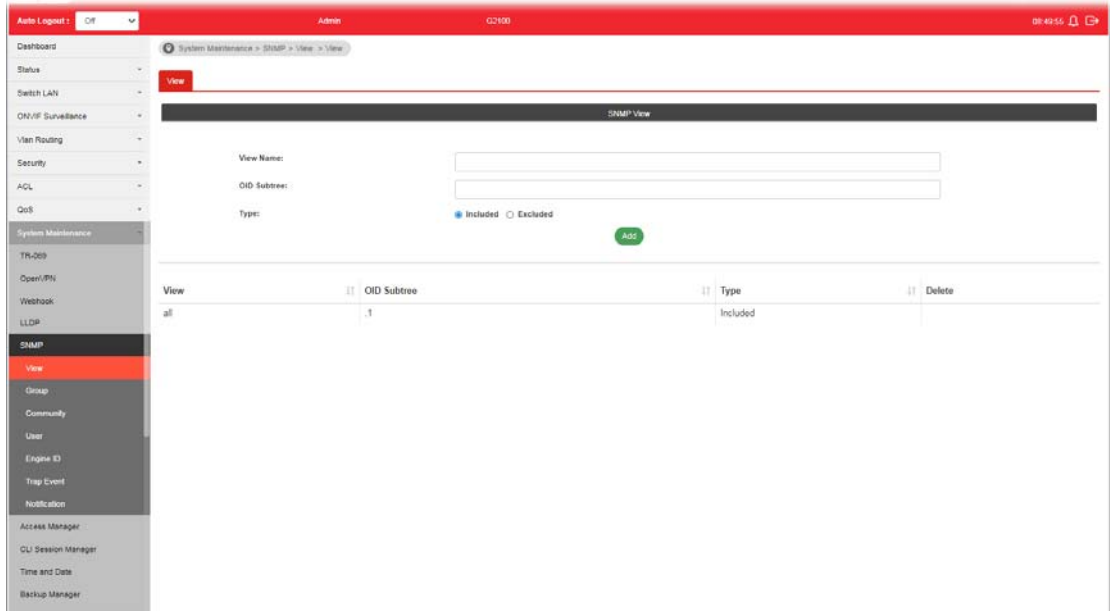 Auto Logout : Off Admin G2100 08:49:55
Dashboard
System Maintenance > SNMP > View > View
Status
Switch LAN
View
ONVIF Surveillance
SNMP View
Vlan Routing
Security
View Name:
ACL
OID Subtree:
QoS
Type: Included Excluded
System Maintenance
Add
TR-069
OpenVPN
View OID Subtree Type Delete
Webhook
all .1 Included
LLDP
SNMP
View
Group
Community
User
Engine ID
Trap Event
Notification
Access Manager
CLI Session Manager
Time and Date
Backup Manager